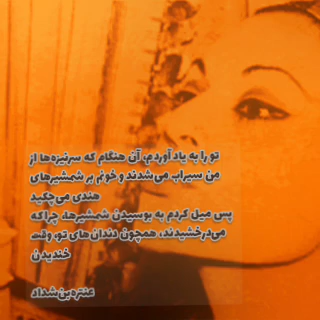 تو را به یاد آوردم، آن هنگام که سرنیزه‌ها از
من سیراب می‌شدند و خونم بر شمشیرهای
هندی می‌چکید
پس میل کردم به بوسیدن شمشیرها، چرا که
می‌درخشیدند، همچون دندان‌های تو، وقت
خندیدن
عنتره‌بن‌شداد